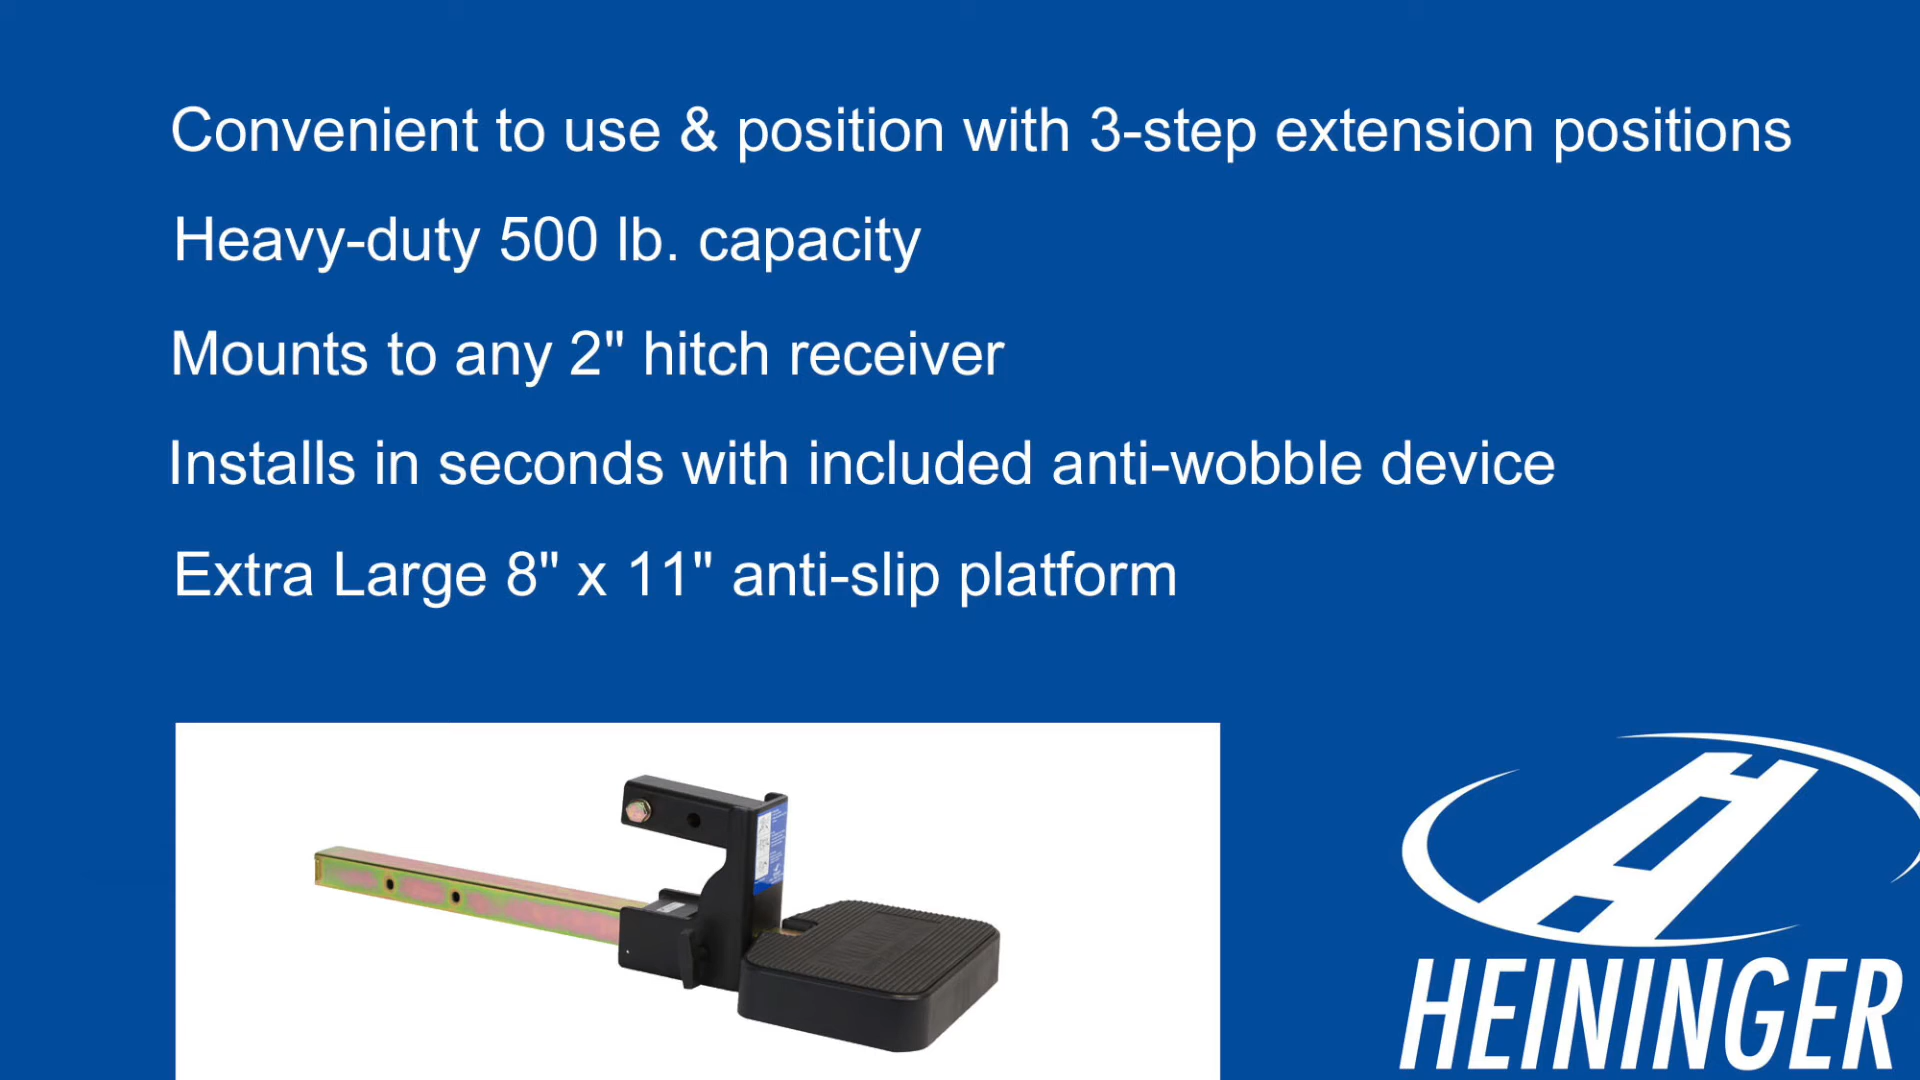 Convenient to use & position with 3-step extension positions
Heavy-duty 500 lb. capacity
Mounts to any 2" hitch receiver
Installs in seconds with included anti-wobble device
Extra Large 8" x 11" anti-slip platform
HEININGER